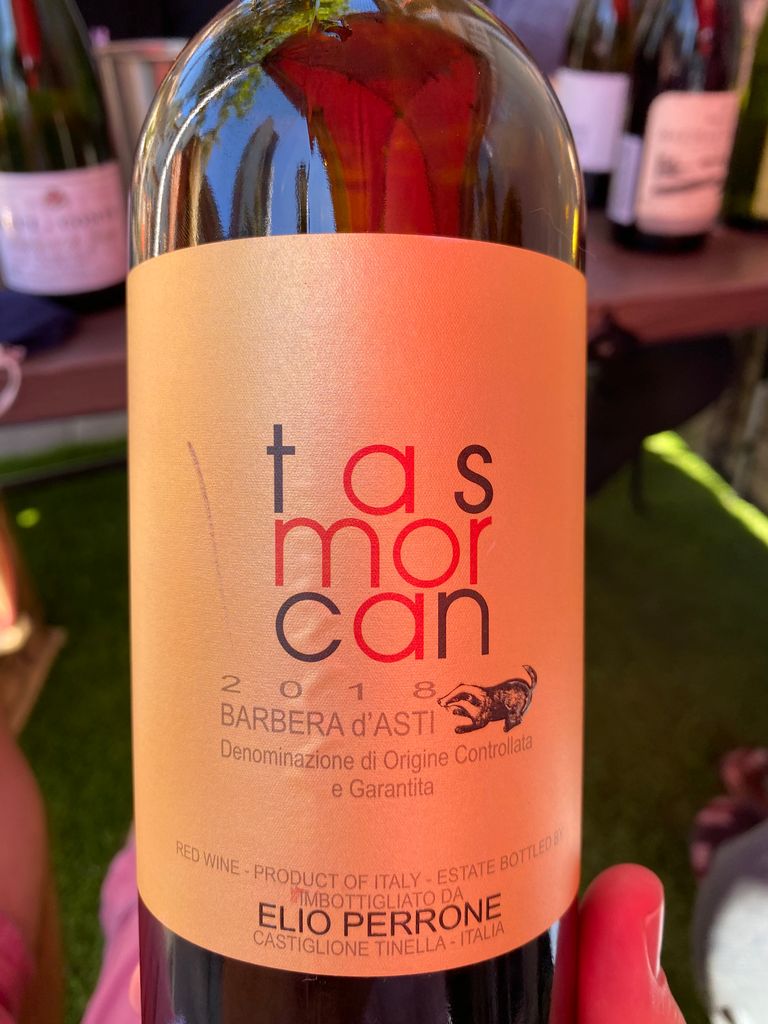 tas
mor
can
2018
BARBERA d'ASTI
Denominazione di Origine Controllata
e Garantita
RED WINE - PRODUCT OF ITALY - ESTATE BOTTLED BY
IMBOTTIGLIATO DA
ELIO PERRONE
CASTIGLIONE TINELLA - ITALIA